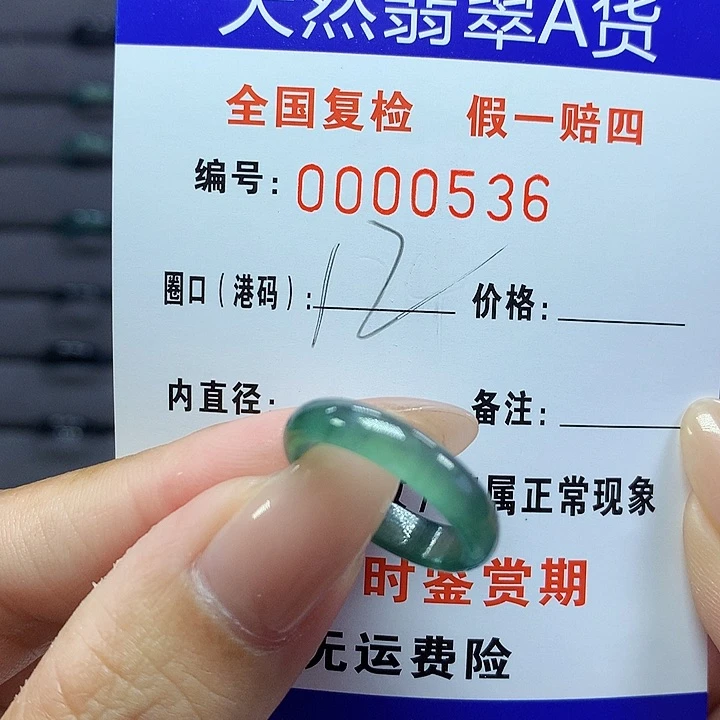 天然翡翠A货
全国复检 假一赔四
编号: 0000536
圈口(港码): 12 价格:
内直径: 备注:
属正常现象
时鉴赏期
无运费险